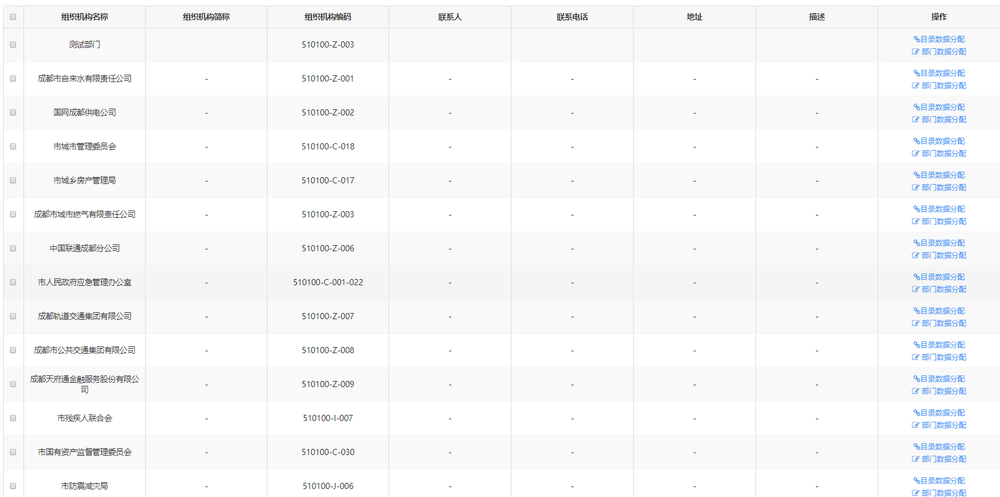 组织机构名称 组织机构简称 组织机构编码 联系人 联系电话 地址 描述 操作
测试部门 510100-Z-003 目录数据分配
部门数据分配
成都市自来水有限责任公司 - 510100-Z-001 - - - - 目录数据分配
部门数据分配
国网成都供电公司 - 510100-Z-002 - - - - 目录数据分配
部门数据分配
市城市管理委员会 - 510100-C-018 - - - - 目录数据分配
部门数据分配
市城乡房产管理局 - 510100-C-017 - - - - 目录数据分配
部门数据分配
成都市城市燃气有限责任公司 - 510100-Z-003 - - - - 目录数据分配
部门数据分配
中国联通成都分公司 - 510100-Z-006 - - - - 目录数据分配
部门数据分配
市人民政府应急管理办公室 - 510100-C-001-022 - - - - 目录数据分配
部门数据分配
成都轨道交通集团有限公司 - 510100-Z-007 - - - - 目录数据分配
部门数据分配
成都市公共交通集团有限公司 - 510100-Z-008 - - - - 目录数据分配
部门数据分配
成都天府通金融服务股份有限公
司 - 510100-Z-009 - - - - 目录数据分配
部门数据分配
市残疾人联合会 - 510100-I-007 - - - - 目录数据分配
部门数据分配
市国有资产监督管理委员会 - 510100-C-030 - - - - 目录数据分配
部门数据分配
市防震减灾局 - 510100-J-006 - - - - 目录数据分配
部门数据分配